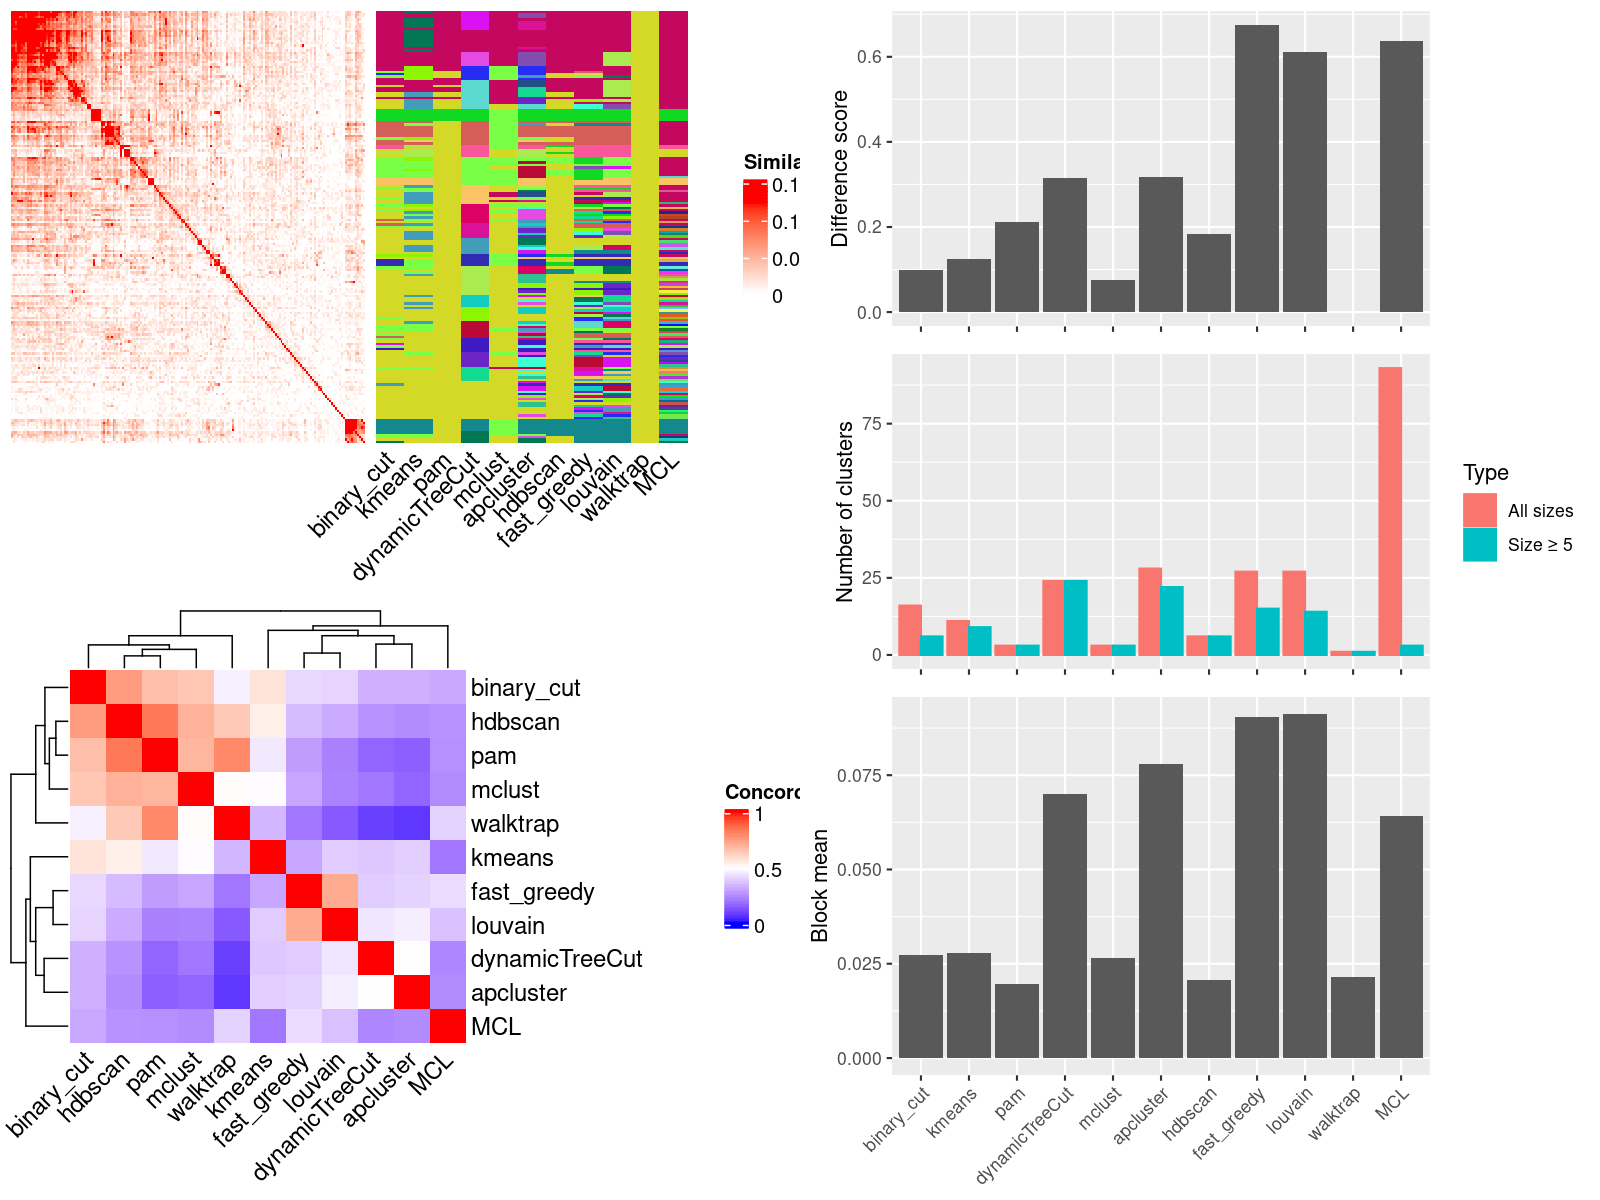 Simila
0.1
0.1
0.0
0
binary_cut
kmeans
pam
dynamicTreeCut
mclust
apcluster
hdbscan
fast_greedy
louvain
walktrap
MCL
binary_cut
hdbscan
pam
mclust
walktrap
kmeans
fast_greedy
louvain
dynamicTreeCut
apcluster
MCL
Concord
1
0.5
0
binary_cut
hdbscan
pam
mclust
walktrap
kmeans
fast_greedy
louvain
dynamicTreeCut
apcluster
MCL
Difference score
0.6
0.4
0.2
0.0
Number of clusters
75
50
25
0
Type
All sizes
Size ≥ 5
Block mean
0.075
0.050
0.025
0.000
binary_cut
kmeans
pam
dynamicTreeCut
mclust
apcluster
hdbscan
fast_greedy
louvain
walktrap
MCL